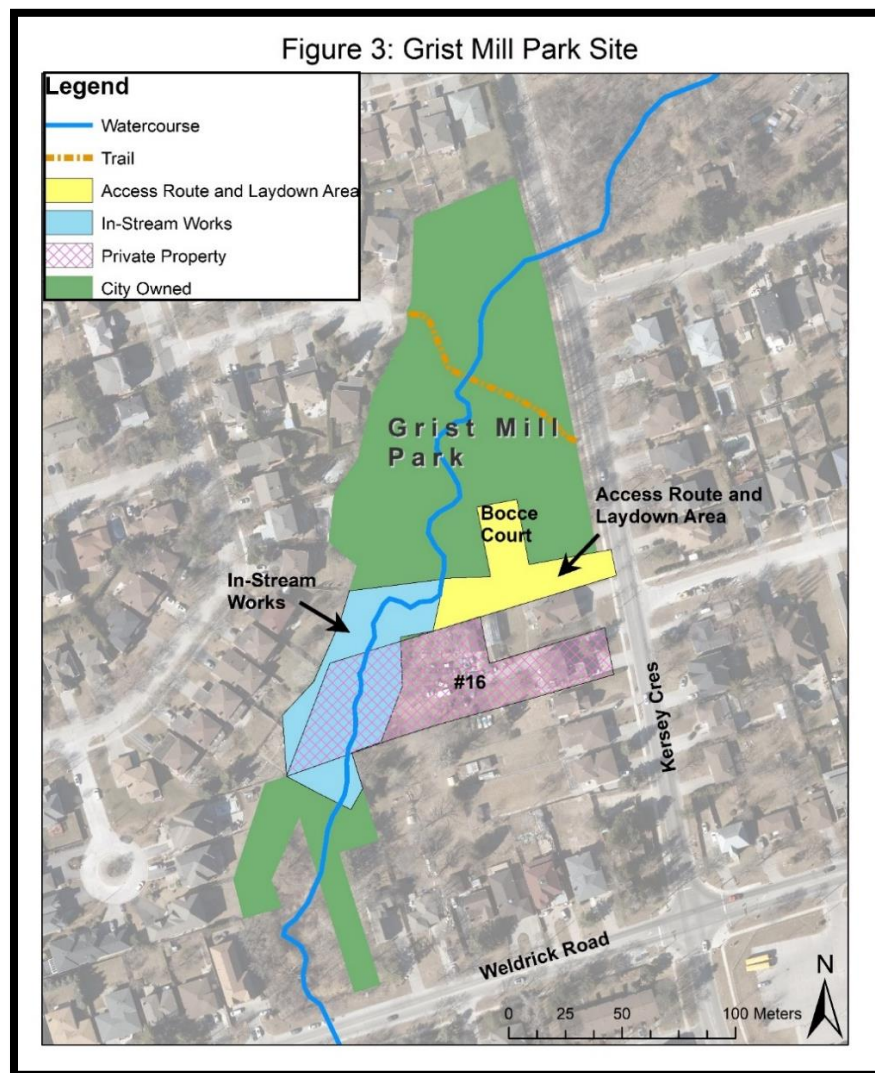 Figure 3: Grist Mill Park Site
Legend
Watercourse
Trail
Access Route and Laydown Area
In-Stream Works
Private Property
City Owned
Grist Mill
Park
Access Route and
Laydown Area
Bocce
Court
In-Stream
Works
#16
Kersey Cres
Weldrick Road
N
0 25 50 100 Meters